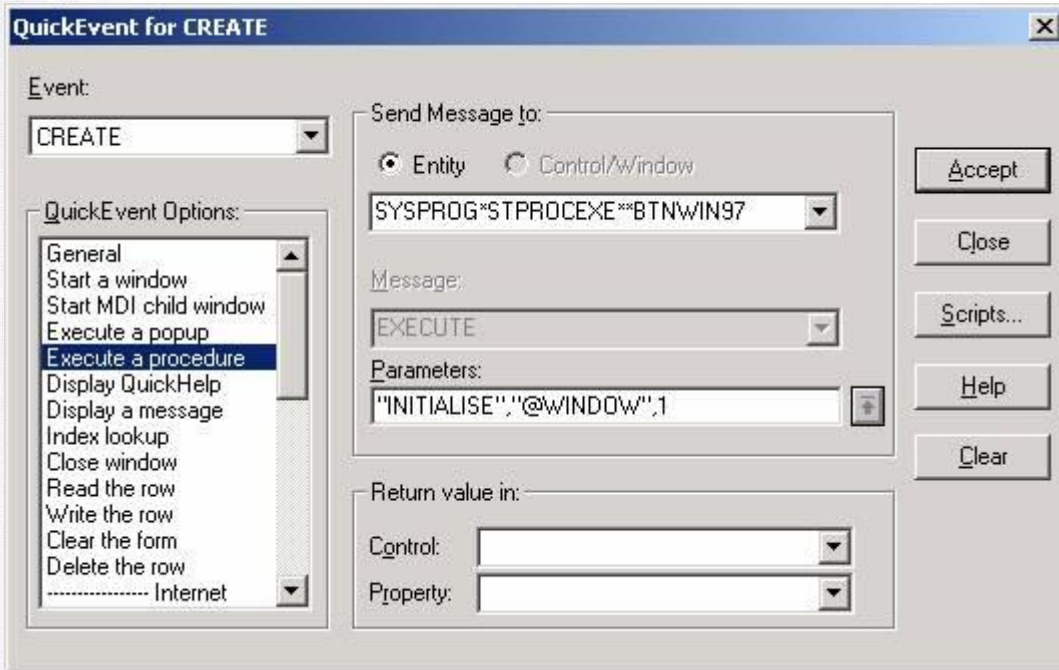 QuickEvent for CREATE
Event:
CREATE
QuickEvent Options:
General
Start a window
Start MDI child window
Execute a popup
Execute a procedure
Display QuickHelp
Display a message
Index lookup
Close window
Read the row
Write the row
Clear the form
Delete the row
---------------- Internet
Send Message to:
Entity
Control/Window
SYSPROG*STPROCEXE**BTNWIN97
Message:
EXECUTE
Parameters:
"INITIALISE","@WINDOW",1
Return value in:
Control:
Property:
Accept
Close
Scripts...
Help
Clear